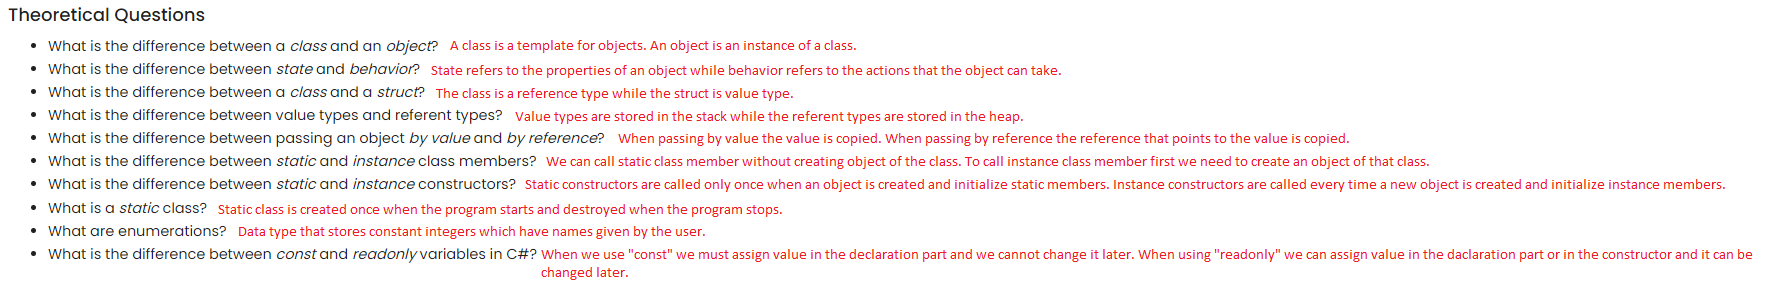 Theoretical Questions
• What is the difference between a class and an object? A class is a template for objects. An object is an instance of a class.
• What is the difference between state and behavior? State refers to the properties of an object while behavior refers to the actions that the object can take.
• What is the difference between a class and a struct? The class is a reference type while the struct is value type.
• What is the difference between value types and referent types? Value types are stored in the stack while the referent types are stored in the heap.
• What is the difference between passing an object by value and by reference? When passing by value the value is copied. When passing by reference the reference that points to the value is copied.
• What is the difference between static and instance class members? We can call static class member without creating object of the class. To call instance class member first we need to create an object of that class.
• What is the difference between static and instance constructors? Static constructors are called only once when an object is created and initialize static members. Instance constructors are called every time a new object is created and initialize instance members.
• What is a static class? Static class is created once when the program starts and destroyed when the program stops.
• What are enumerations? Data type that stores constant integers which have names given by the user.
• What is the difference between const and readonly variables in C#? When we use "const" we must assign value in the declaration part and we cannot change it later. When using "readonly" we can assign value in the daclaration part or in the constructor and it can be
changed later.